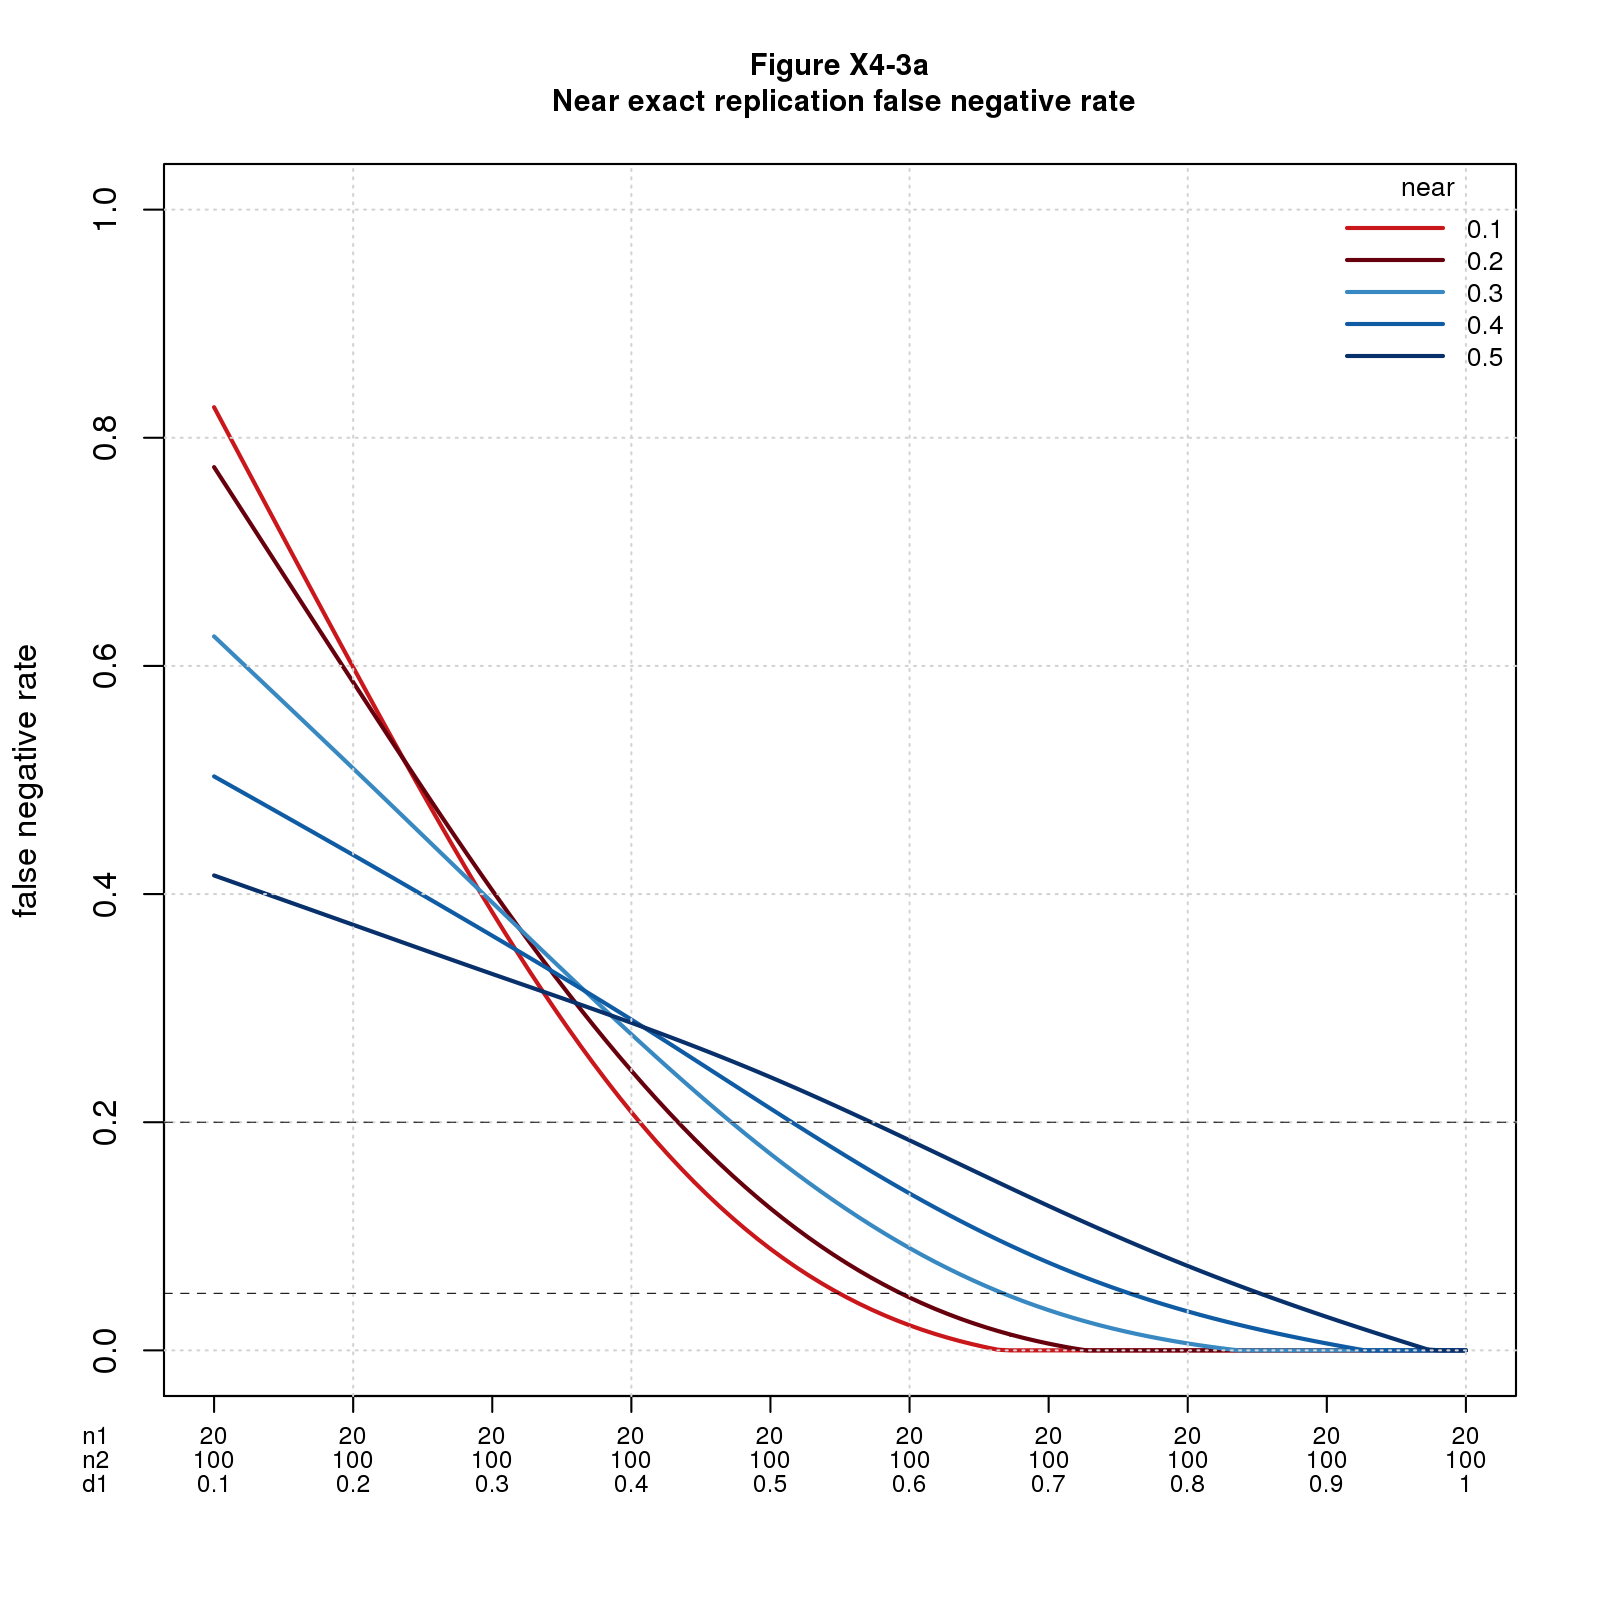 Figure X4-3a
Near exact replication false negative rate
near
0.1
0.2
0.3
0.4
0.5
false negative rate
1.0
0.8
0.6
0.4
0.2
0.0
n1 20 20 20 20 20 20 20 20 20 20
n2 100 100 100 100 100 100 100 100 100 100
d1 0.1 0.2 0.3 0.4 0.5 0.6 0.7 0.8 0.9 1